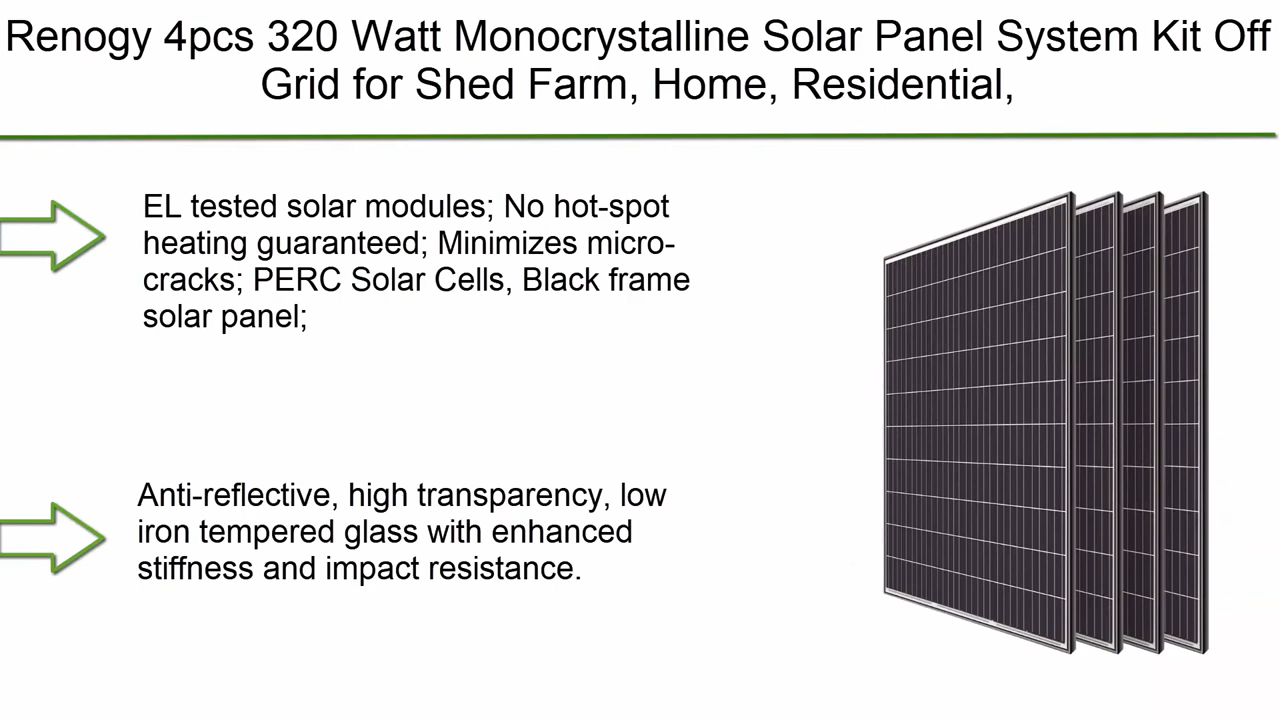 Renogy 4pcs 320 Watt Monocrystalline Solar Panel System Kit Off
Grid for Shed Farm, Home, Residential,
EL tested solar modules; No hot-spot
heating guaranteed; Minimizes micro-
cracks; PERC Solar Cells, Black frame
solar panel;
Anti-reflective, high transparency, low
iron tempered glass with enhanced
stiffness and impact resistance.